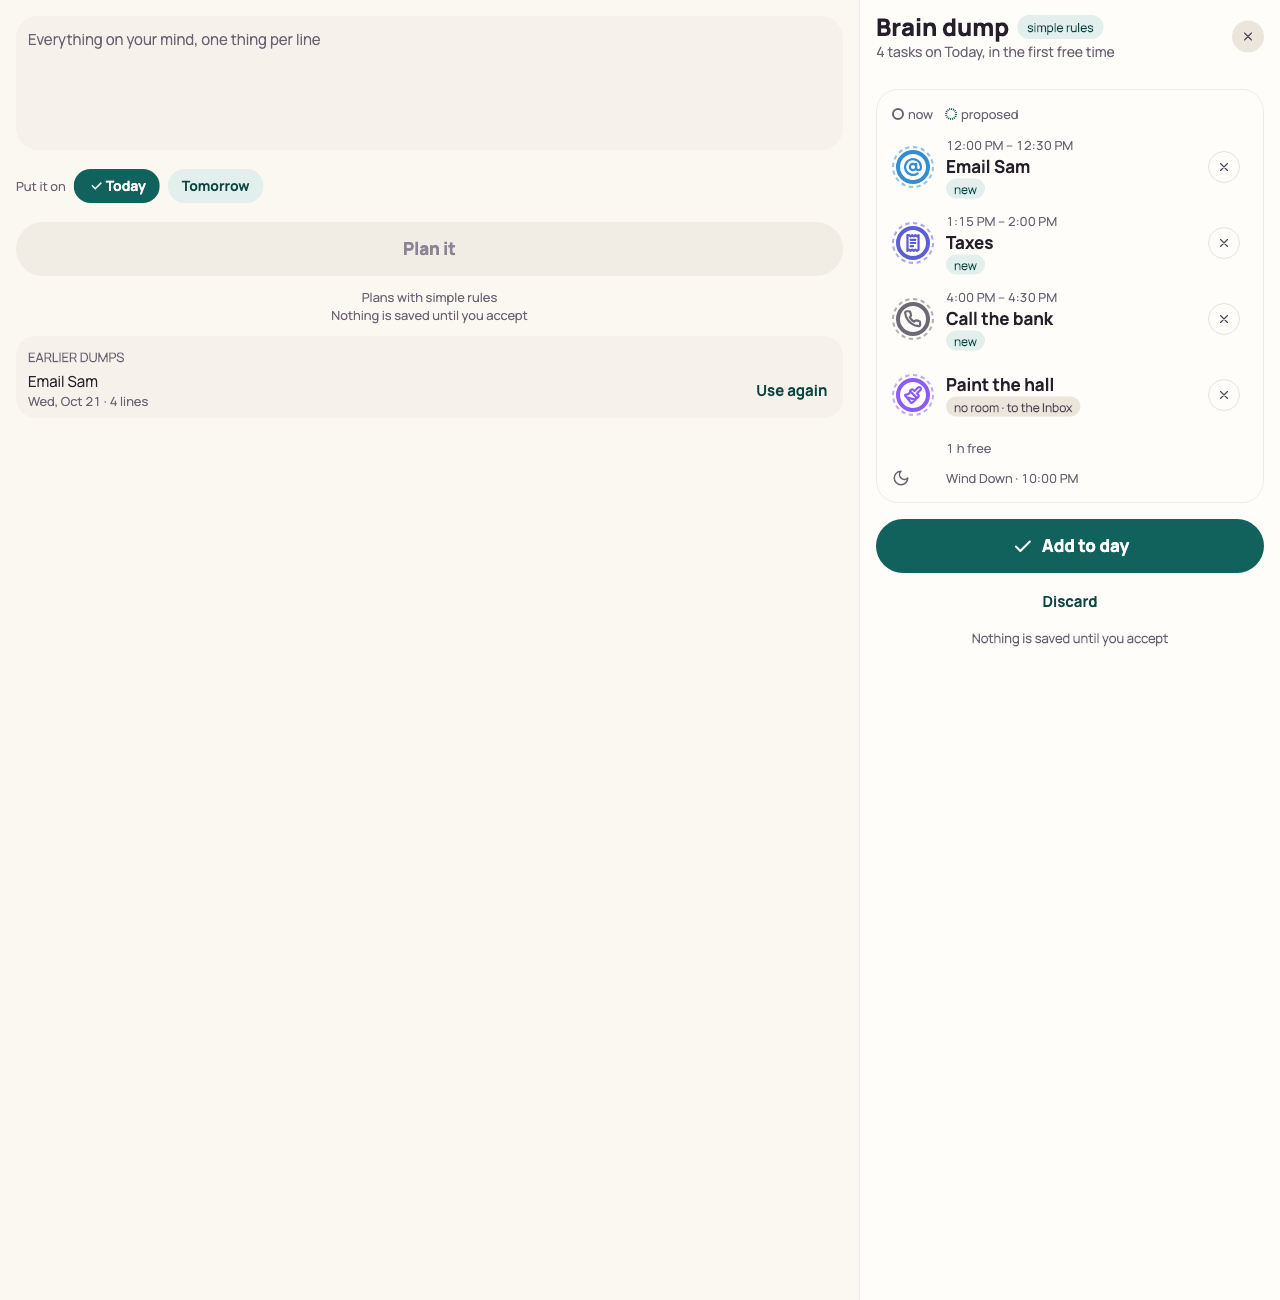 Everything on your mind, one thing per line
Put it on
Today
Tomorrow
Plan it
Plans with simple rules
Nothing is saved until you accept
EARLIER DUMPS
Email Sam
Wed, Oct 21 · 4 lines
Use again
Brain dump
simple rules
4 tasks on Today, in the first free time
now
proposed
12:00 PM – 12:30 PM
Email Sam
new
1:15 PM – 2:00 PM
Taxes
new
4:00 PM – 4:30 PM
Call the bank
new
Paint the hall
no room · to the Inbox
1 h free
Wind Down · 10:00 PM
Add to day
Discard
Nothing is saved until you accept